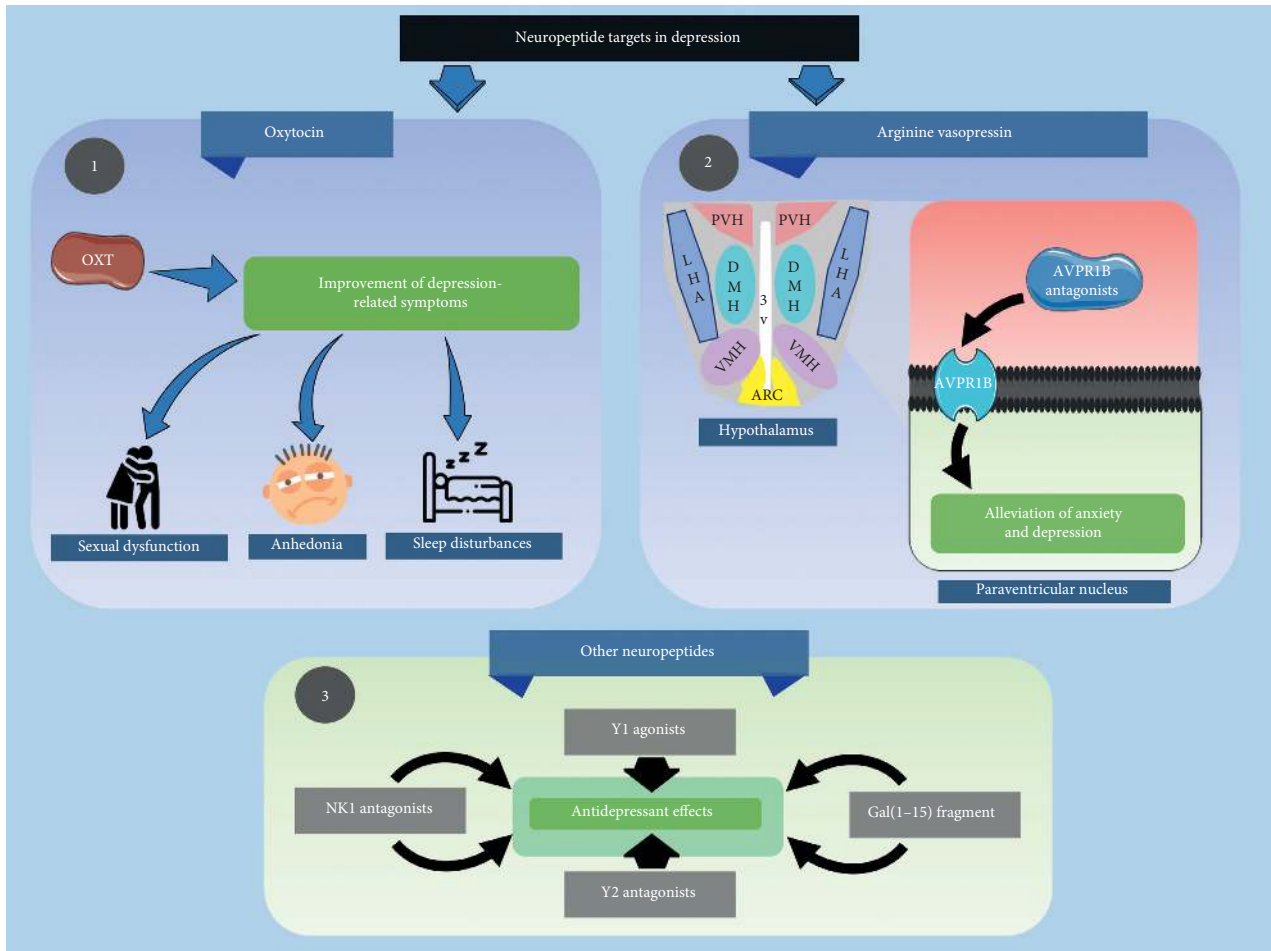 Neuropeptide targets in depression
Oxytocin
1
OXT
Improvement of depression-
related symptoms
z z Z
Sexual dysfunction
Anhedonia
Sleep disturbances
Arginine vasopressin
2
PVH
PVH
L
H
A
D
M
H
3
v
D
M
H
L
H
A
VMH
VMH
ARC
Hypothalamus
AVPR1B
antagonists
AVPR1B
Alleviation of anxiety
and depression
Paraventricular nucleus
Other neuropeptides
3
Y1 agonists
NK1 antagonists
Antidepressant effects
Gal(1–15) fragment
Y2 antagonists